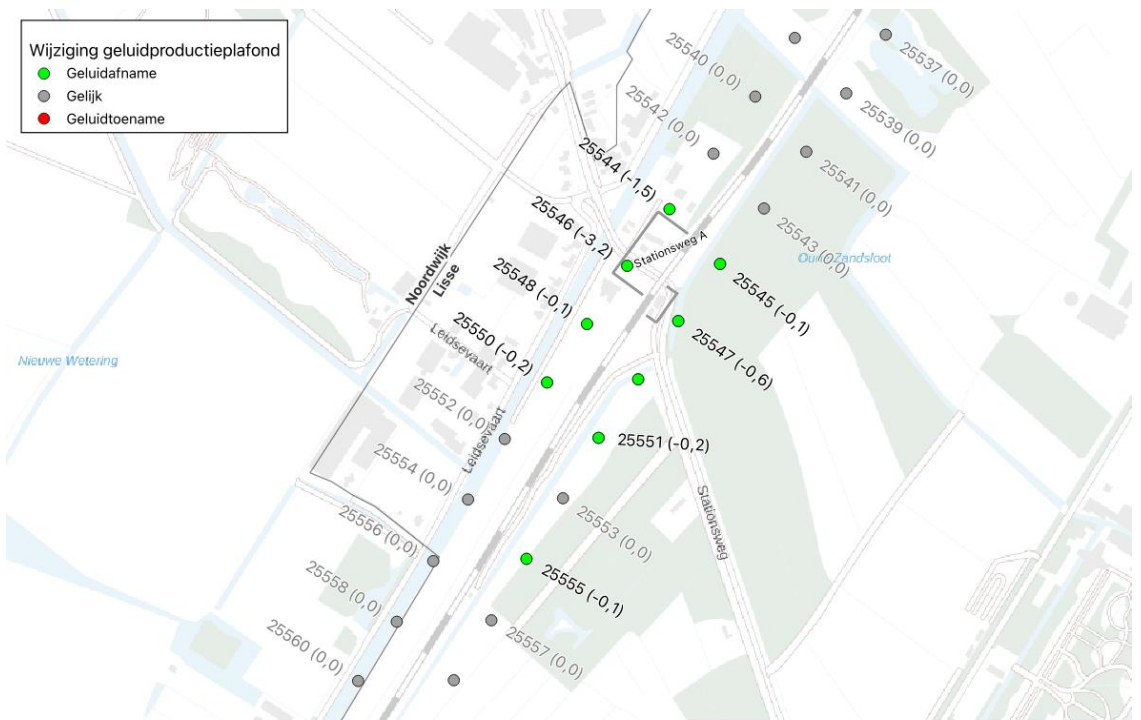 Wijziging geluidproductieplafond
Geluidafname
Gelijk
Geluidtoename
25540 (0,0)
25537 (0,0)
25542 (0,0)
25539 (0,0)
25544 (-1,5)
25541 (0,0)
25546 (-3,2)
Stationsweg A
25543 (0,0)
Noordwijk
Lisse
25548 (-0,1)
25545 (-0,1)
25550 (-0,2)
Leidsevaart
25547 (-0,6)
Nieuwe Wetering
25552 (0,0)
Leidsevaart
25551 (-0,2)
25554 (0,0)
Stationsweg
25556 (0,0)
25553 (0,0)
25558 (0,0)
25555 (-0,1)
25560 (0,0)
25557 (0,0)